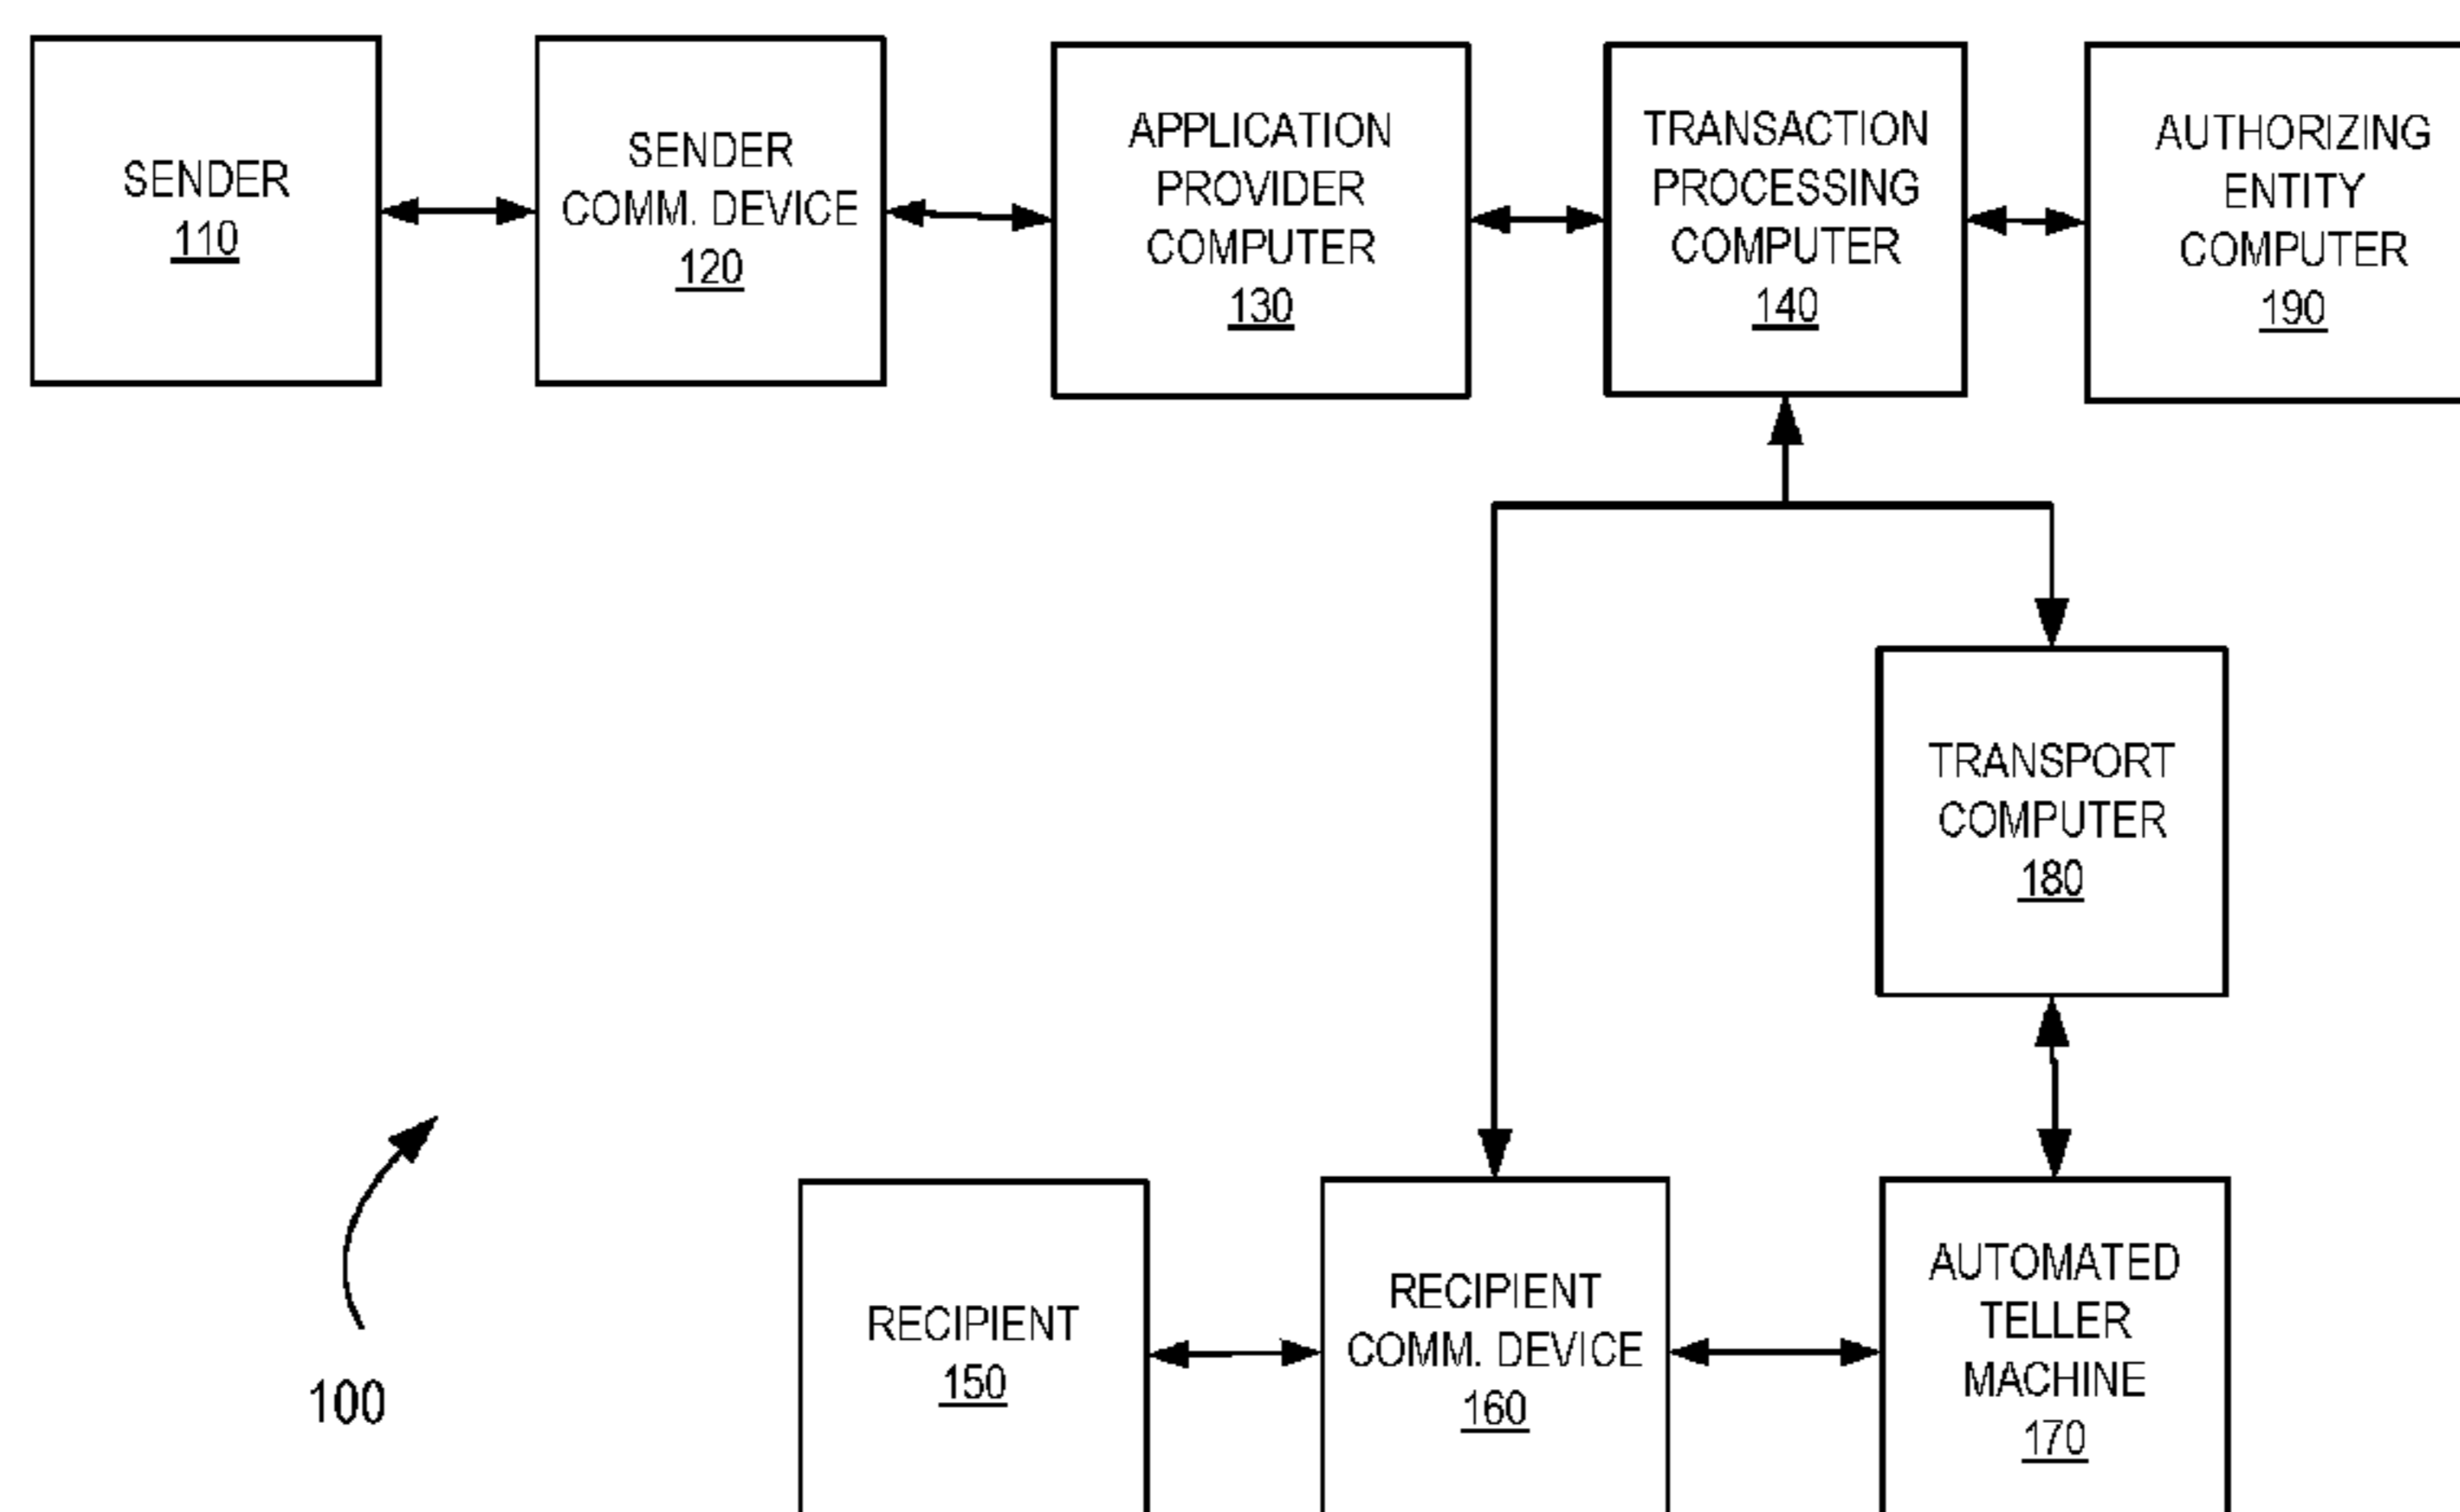 SENDER
110
SENDER
COMM. DEVICE
120
APPLICATION
PROVIDER
COMPUTER
130
TRANSACTION
PROCESSING
COMPUTER
140
AUTHORIZING
ENTITY
COMPUTER
190
TRANSPORT
COMPUTER
180
100
RECIPIENT
150
RECIPIENT
COMM. DEVICE
160
AUTOMATED
TELLER
MACHINE
170